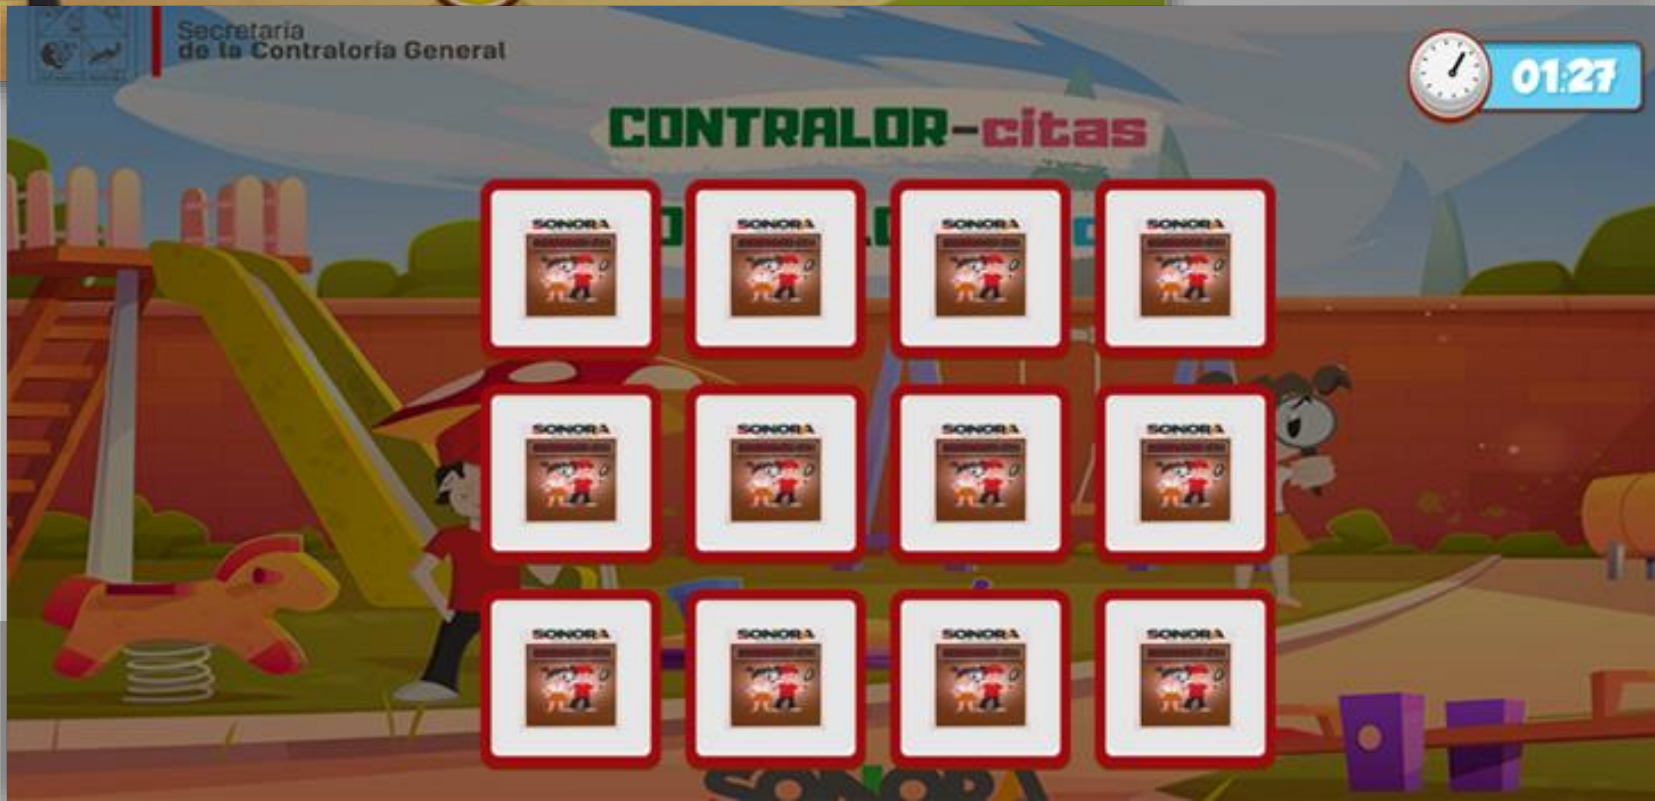 Secretaría
de la Contraloría General
01:27
CONTRALOR-citas
SONORA SONORA SONORA SONORA
SONORA SONORA SONORA SONORA
SONORA SONORA SONORA SONORA
SONORA